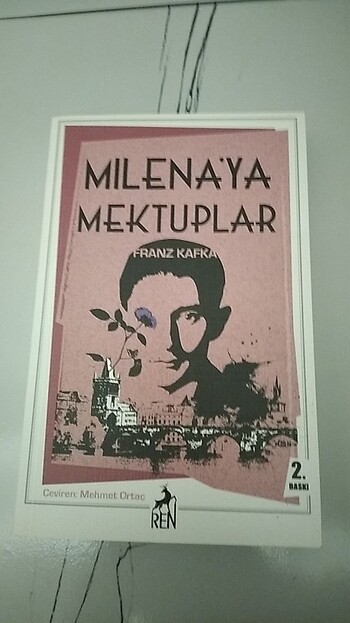 MILENA'YA
MEKTUPLAR
FRANZ KAFKA
2.
BASKI
Çeviren: Mehmet Ortaç
REN